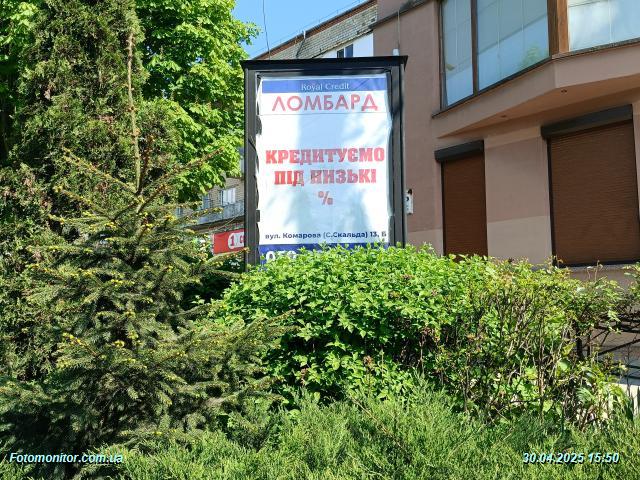 Royal Credit
ЛОМБАРД
КРЕДИТУЄМО
ПІД НИЗЬКІ
%
вул. Комарова (С.Скальда) 13, Б
Fotomonitor.com.ua
30.04.2025 15:50